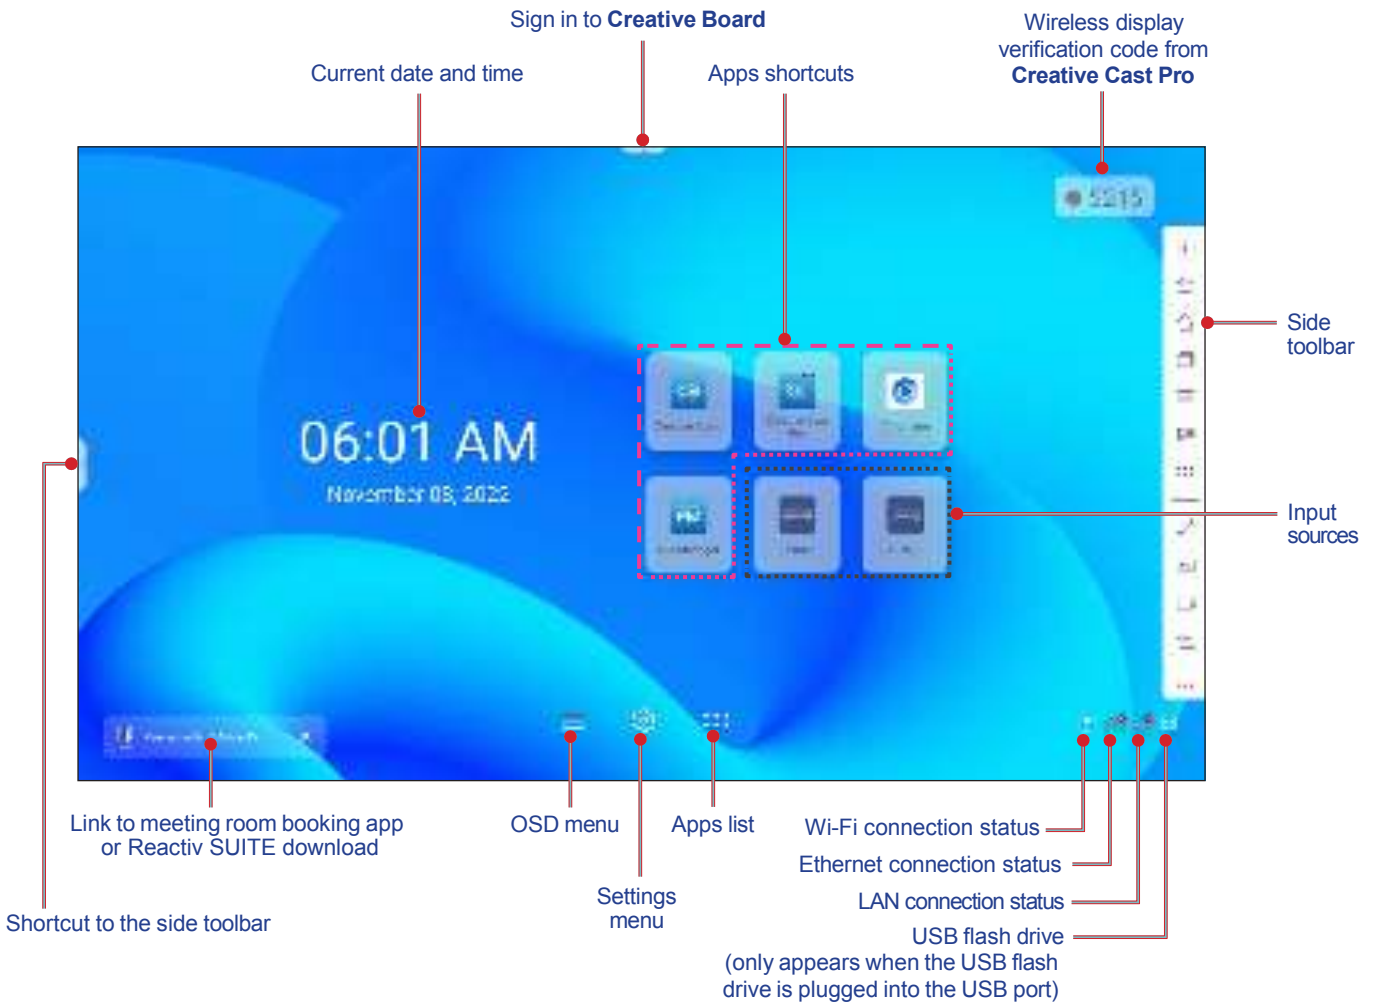 Sign in to Creative Board
Wireless display
verification code from
Creative Cast Pro
Current date and time
Apps shortcuts
5215
Side
toolbar
06:01 AM
November 08, 2022
Input
sources
Link to meeting room booking app
or Reactiv SUITE download
OSD menu
Apps list
Wi-Fi connection status
Ethernet connection status
Settings
menu
LAN connection status
Shortcut to the side toolbar
USB flash drive
(only appears when the USB flash
drive is plugged into the USB port)